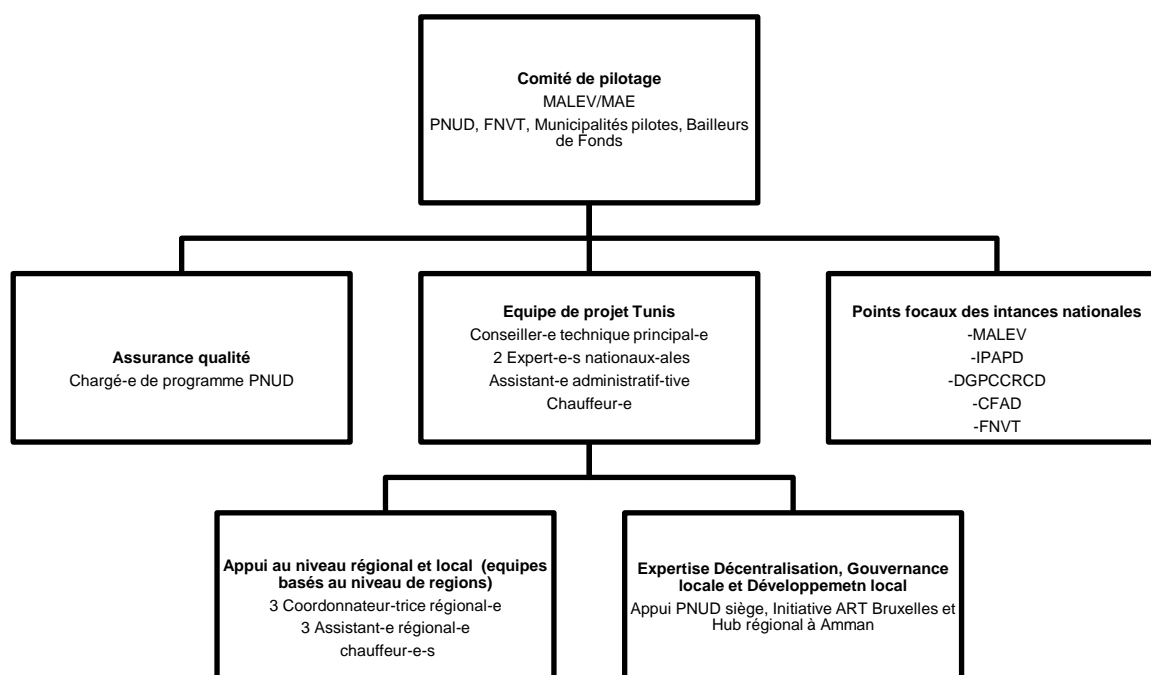 Comité de pilotage
MALEV/MAE
PNUD, FNVT, Municipalités pilotes, Bailleurs
de Fonds
Assurance qualité
Chargé-e de programme PNUD
Equipe de projet Tunis
Conseiller-e technique principal-e
2 Expert-e-s nationaux-ales
Assistant-e administratif-tive
Chauffeur-e
Points focaux des intances nationales
-MALEV
-IPAPD
-DGPCCRCD
-CFAD
-FNVT
Appui au niveau régional et local (equipes
basés au niveau de regions)
3 Coordonnateur-trice régional-e
3 Assistant-e régional-e
chauffeur-e-s
Expertise Décentralisation, Gouvernance
locale et Développemetn local
Appui PNUD siège, Initiative ART Bruxelles et
Hub régional à Amman